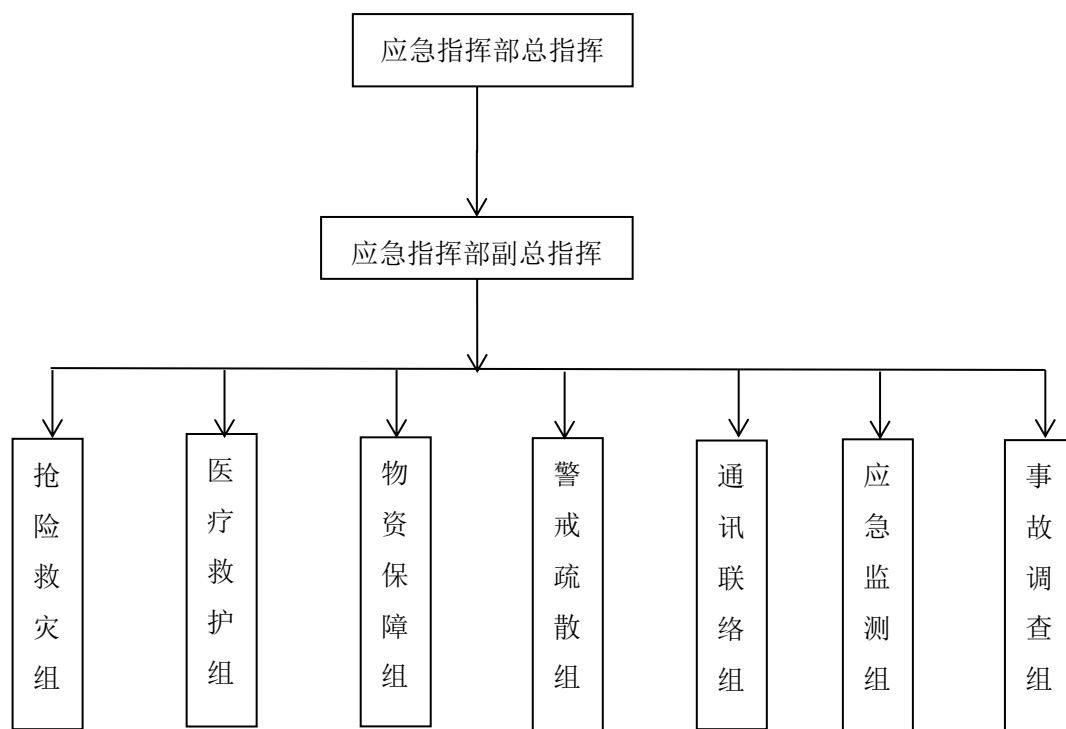 应急指挥部总指挥
应急指挥部副总指挥
抢险救灾组
医疗救护组
物资保障组
警戒疏散组
通讯联络组
应急监测组
事故调查组